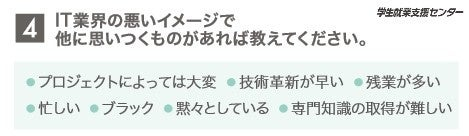 4
IT業界の悪いイメージで
他に思いつくものがあれば教えてください。
学生就業支援センター
●プロジェクトによっては大変 ●技術革新が早い ●残業が多い
●忙しい ●ブラック ●黙々としている ●専門知識の取得が難しい